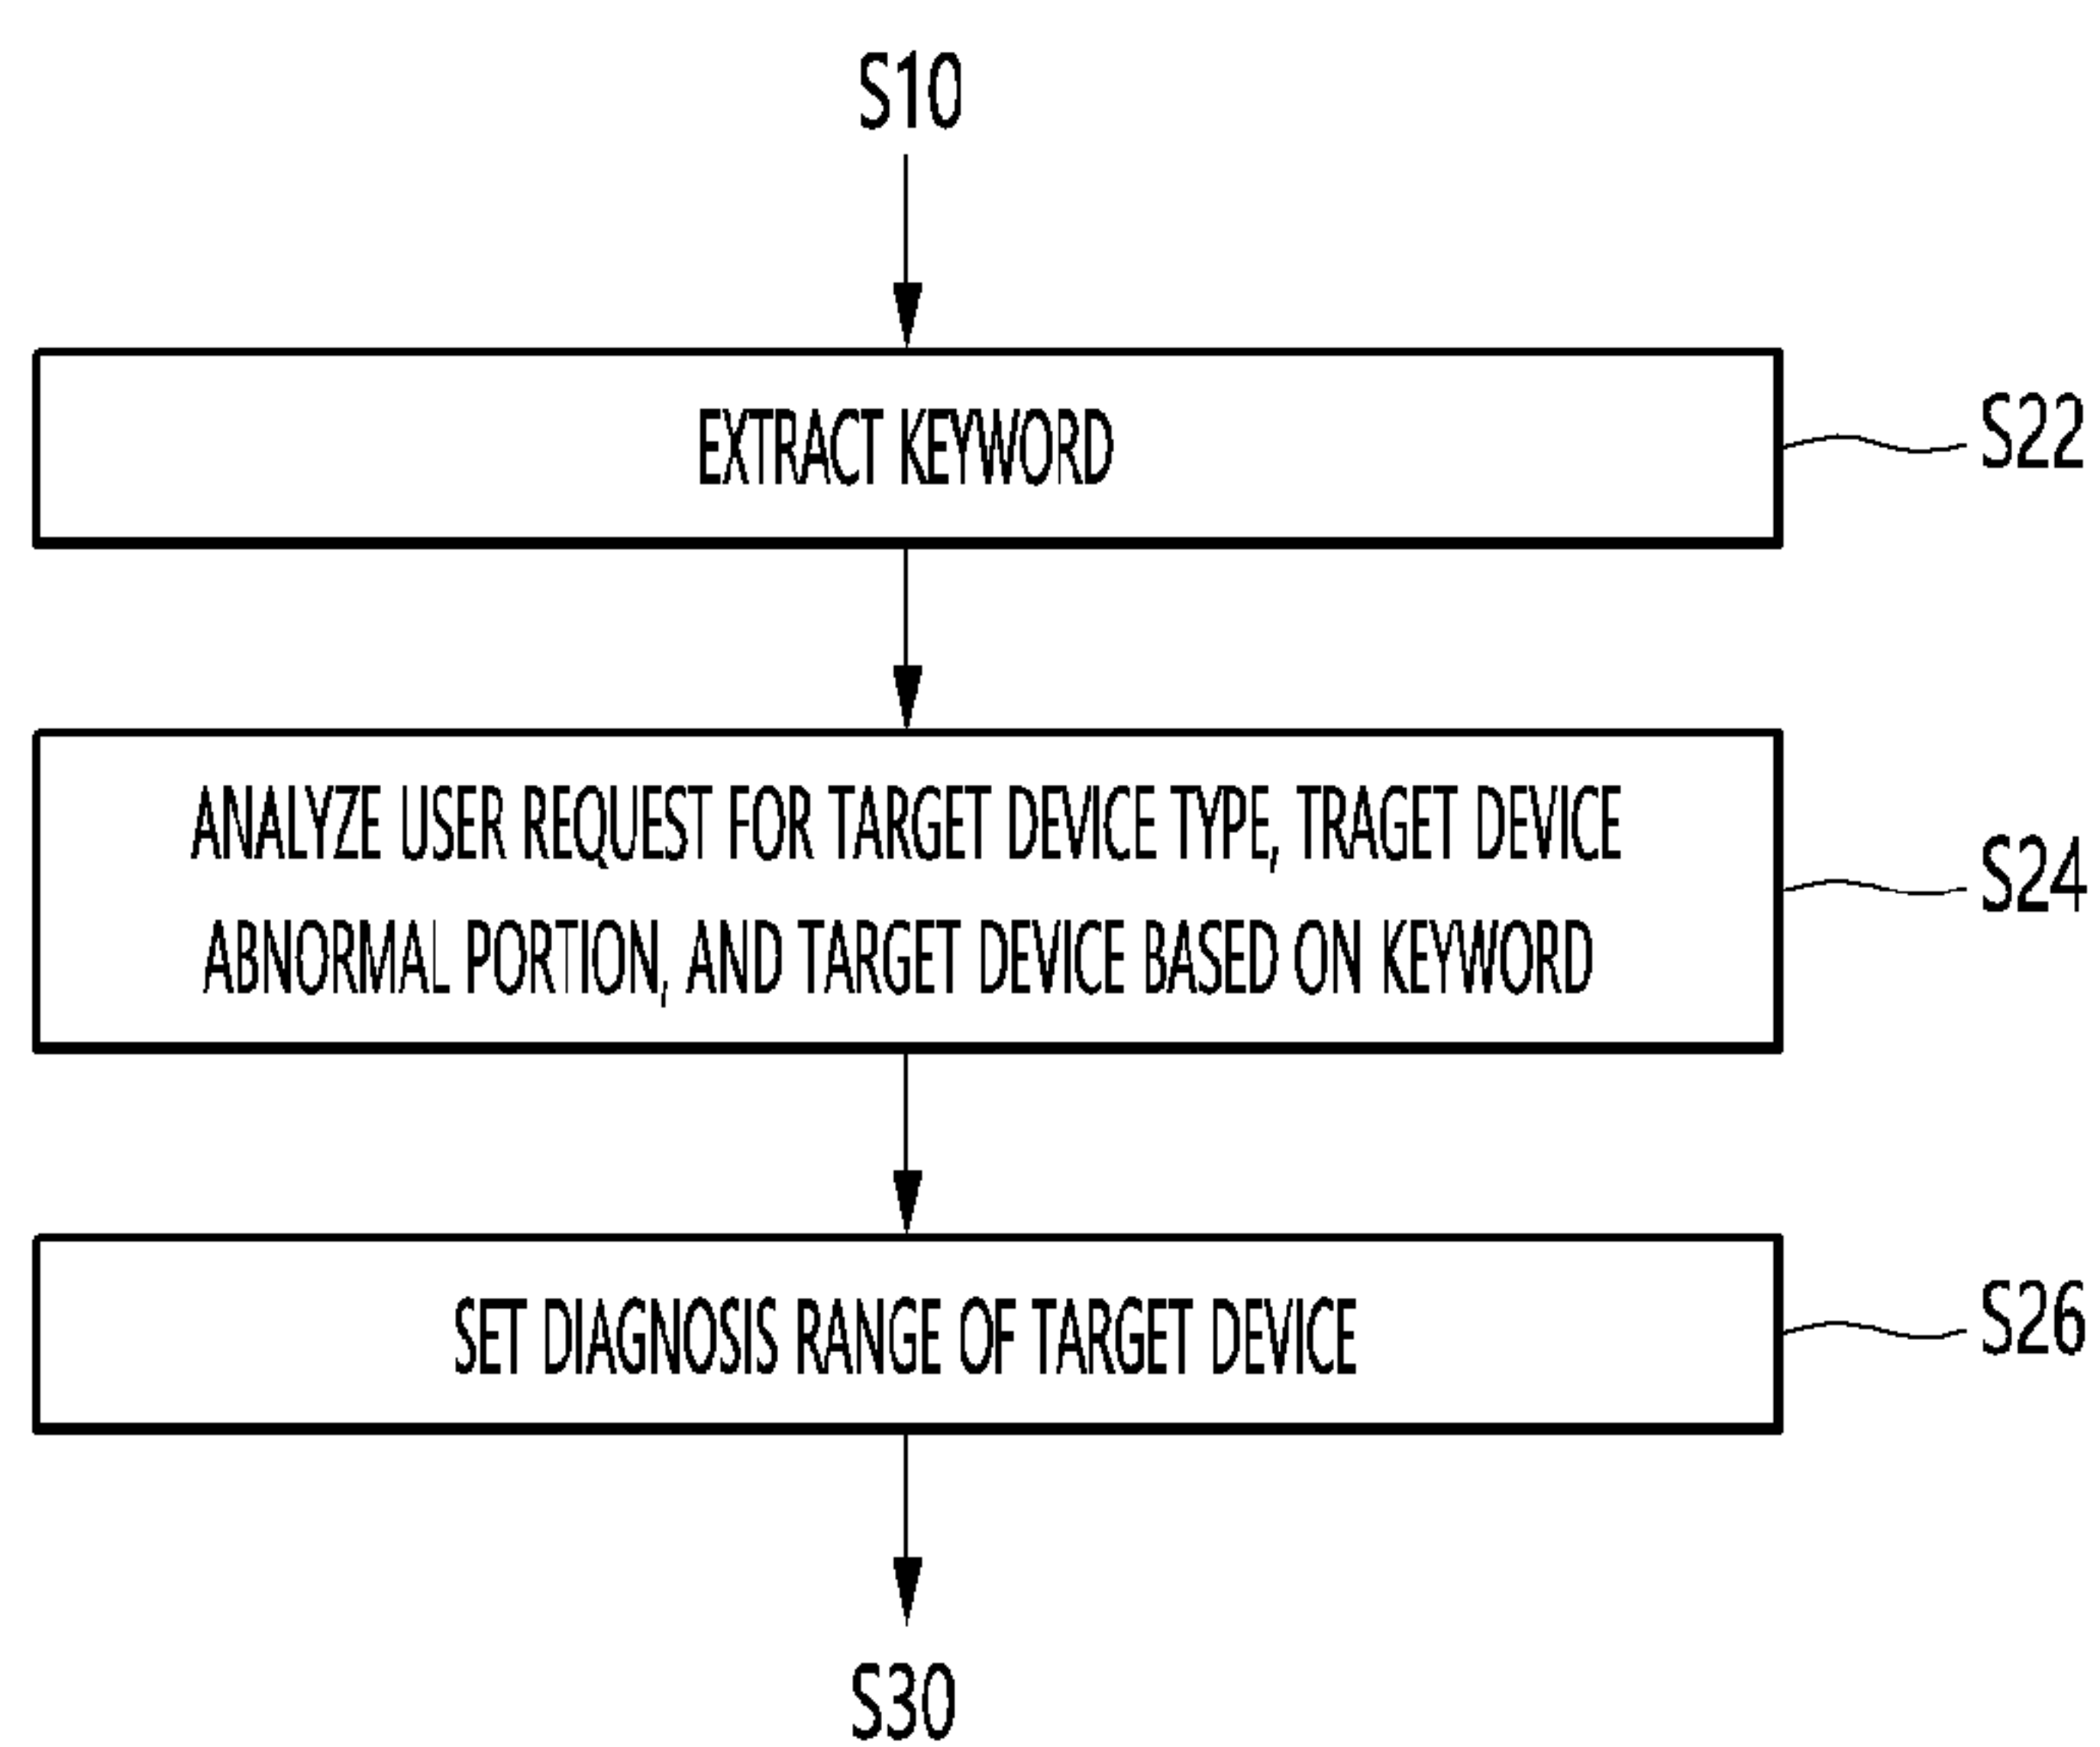 S10
EXTRACT KEYWORD
S22
ANALYZE USER REQUEST FOR TARGET DEVICE TYPE, TRAGET DEVICE
ABNORMAL PORTION, AND TARGET DEVICE BASED ON KEYWORD
S24
SET DIAGNOSIS RANGE OF TARGET DEVICE
S26
S30